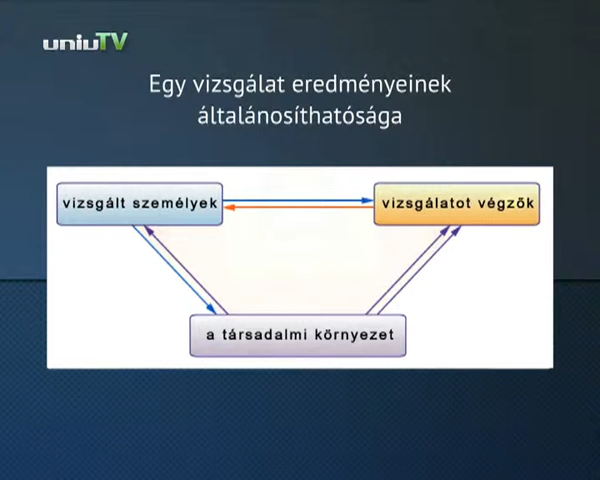 uniuTV
Egy vizsgálat eredményeinek
általánosíthatósága
vizsgált személyek
vizsgálatot végzők
a társadalmi környezet